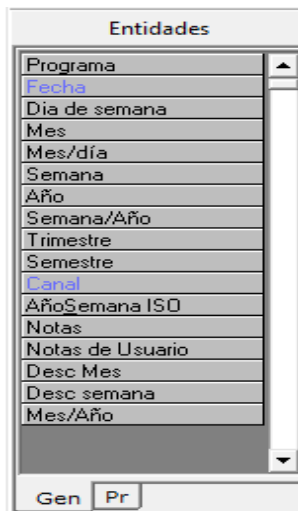 Entidades
Programa
Fecha
Dia de semana
Mes
Mes/día
Semana
Año
Semana/Año
Trimestre
Semestre
Canal
AñoSemana ISO
Notas
Notas de Usuario
Desc Mes
Desc semana
Mes/Año
Gen Pr